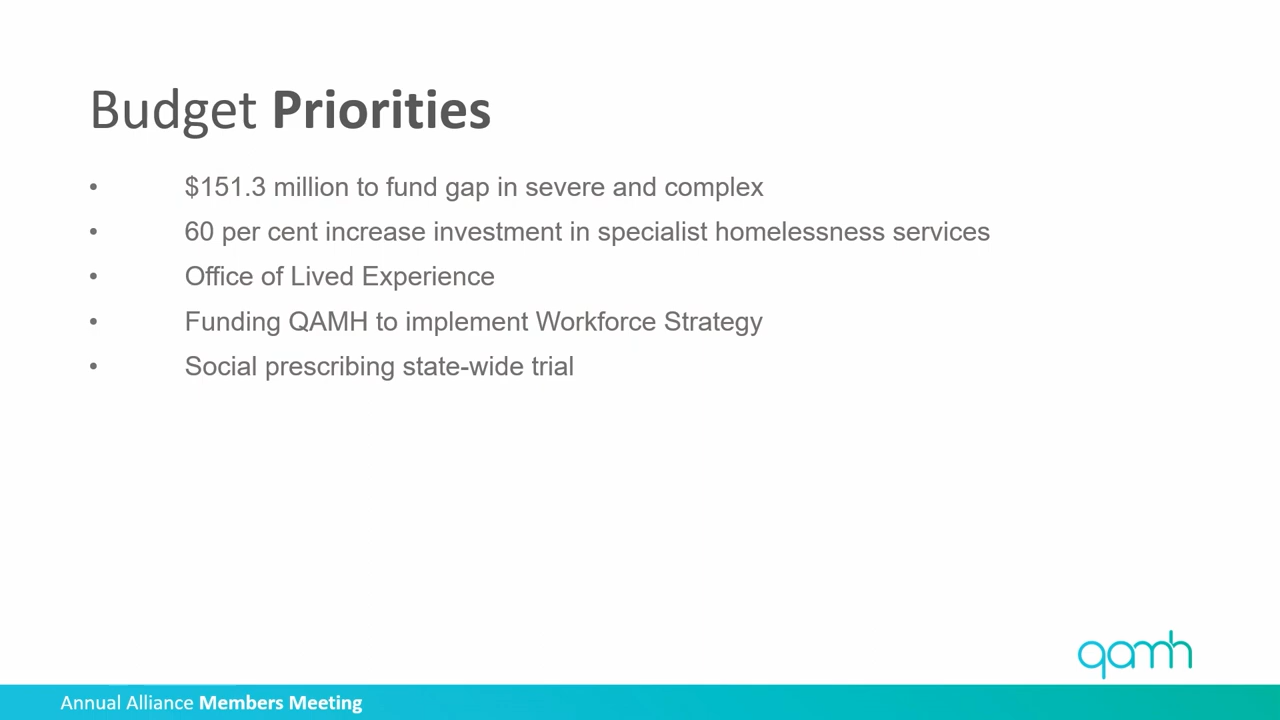 Budget Priorities
• $151.3 million to fund gap in severe and complex
• 60 per cent increase investment in specialist homelessness services
• Office of Lived Experience
• Funding QAMH to implement Workforce Strategy
• Social prescribing state-wide trial
qamh
Annual Alliance Members Meeting